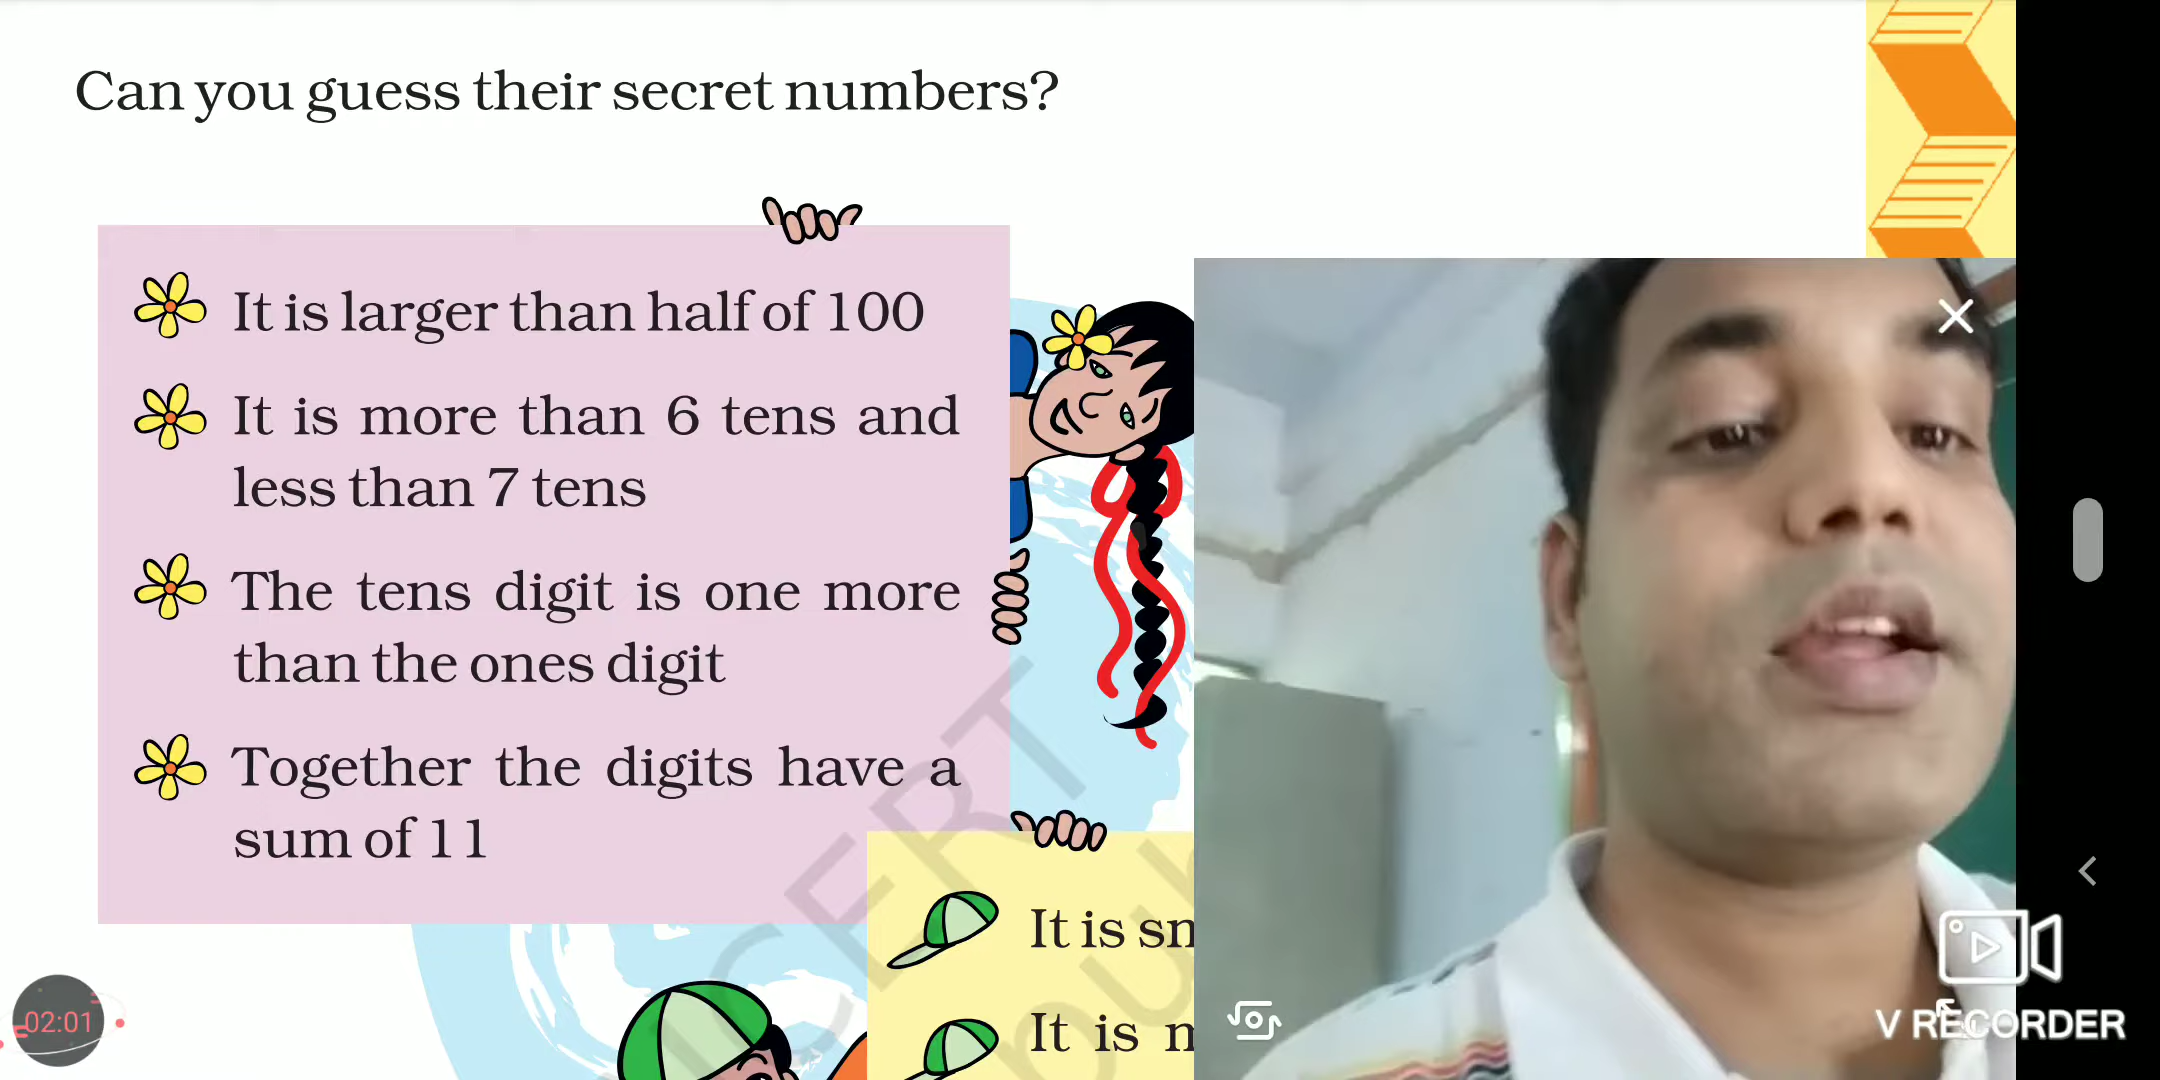 Can you guess their secret numbers?
It is larger than half of 100
It is more than 6 tens and
less than 7 tens
The tens digit is one more
than the ones digit
Together the digits have a
sum of 11
It is sm
It is m
02:01
V RECORDER